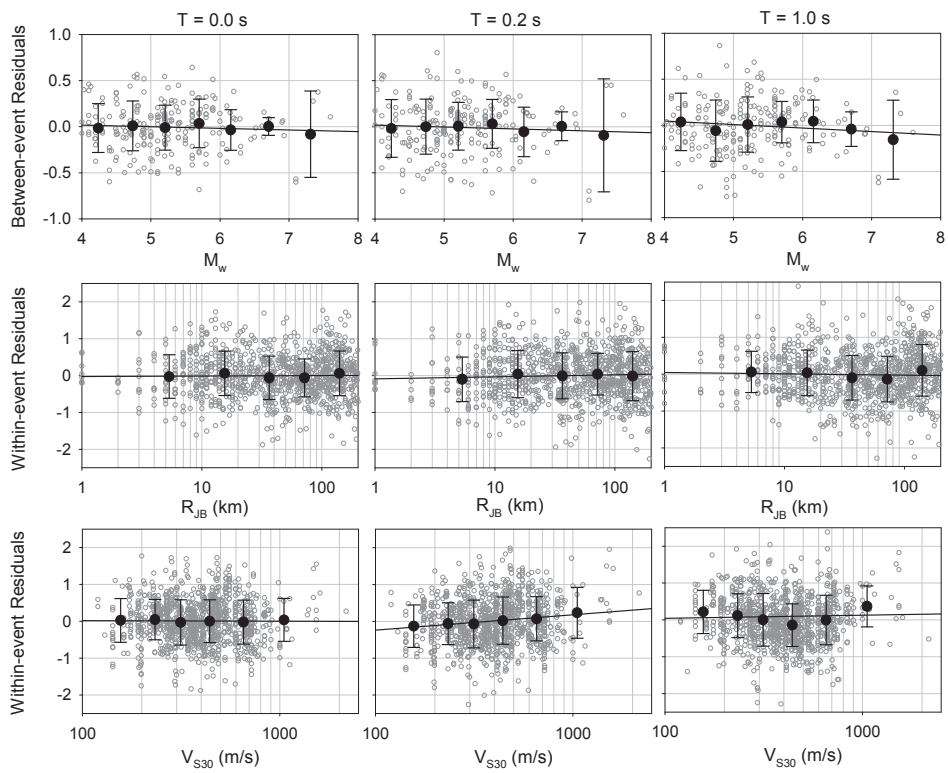 T = 0.0 s
T = 0.2 s
T = 1.0 s
Between-event Residuals
1.0
0.5
0.0
-0.5
-1.0
4 5 6 7 8
4 5 6 7 8
4 5 6 7 8
Mw
Mw
Mw
Within-event Residuals
2
1
0
-1
-2
1 10 100
1 10 100
1 10 100
RJB (km)
RJB (km)
RJB (km)
Within-event Residuals
2
1
0
-1
-2
100 1000
100 1000
100 1000
VS30 (m/s)
VS30 (m/s)
VS30 (m/s)